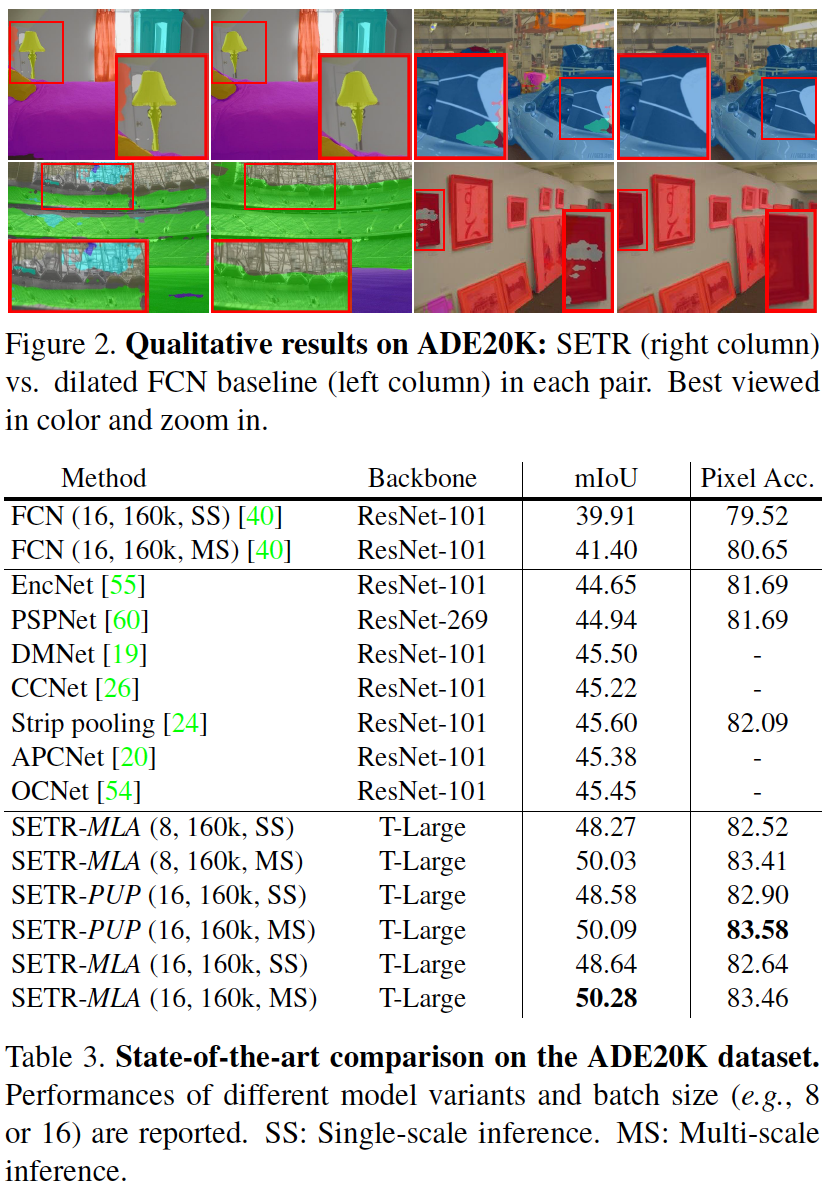 Figure 2. Qualitative results on ADE20K: SETR (right column)
vs. dilated FCN baseline (left column) in each pair. Best viewed
in color and zoom in.
Method Backbone mIoU Pixel Acc.
FCN (16, 160k, SS) [40] ResNet-101 39.91 79.52
FCN (16, 160k, MS) [40] ResNet-101 41.40 80.65
EncNet [55] ResNet-101 44.65 81.69
PSPNet [60] ResNet-269 44.94 81.69
DMNet [19] ResNet-101 45.50 -
CCNet [26] ResNet-101 45.22 -
Strip pooling [24] ResNet-101 45.60 82.09
APCNet [20] ResNet-101 45.38 -
OCNet [54] ResNet-101 45.45 -
SETR-MLA (8, 160k, SS) T-Large 48.27 82.52
SETR-MLA (8, 160k, MS) T-Large 50.03 83.41
SETR-PUP (16, 160k, SS) T-Large 48.58 82.90
SETR-PUP (16, 160k, MS) T-Large 50.09 83.58
SETR-MLA (16, 160k, SS) T-Large 48.64 82.64
SETR-MLA (16, 160k, MS) T-Large 50.28 83.46
Table 3. State-of-the-art comparison on the ADE20K dataset.
Performances of different model variants and batch size (e.g., 8
or 16) are reported. SS: Single-scale inference. MS: Multi-scale
inference.